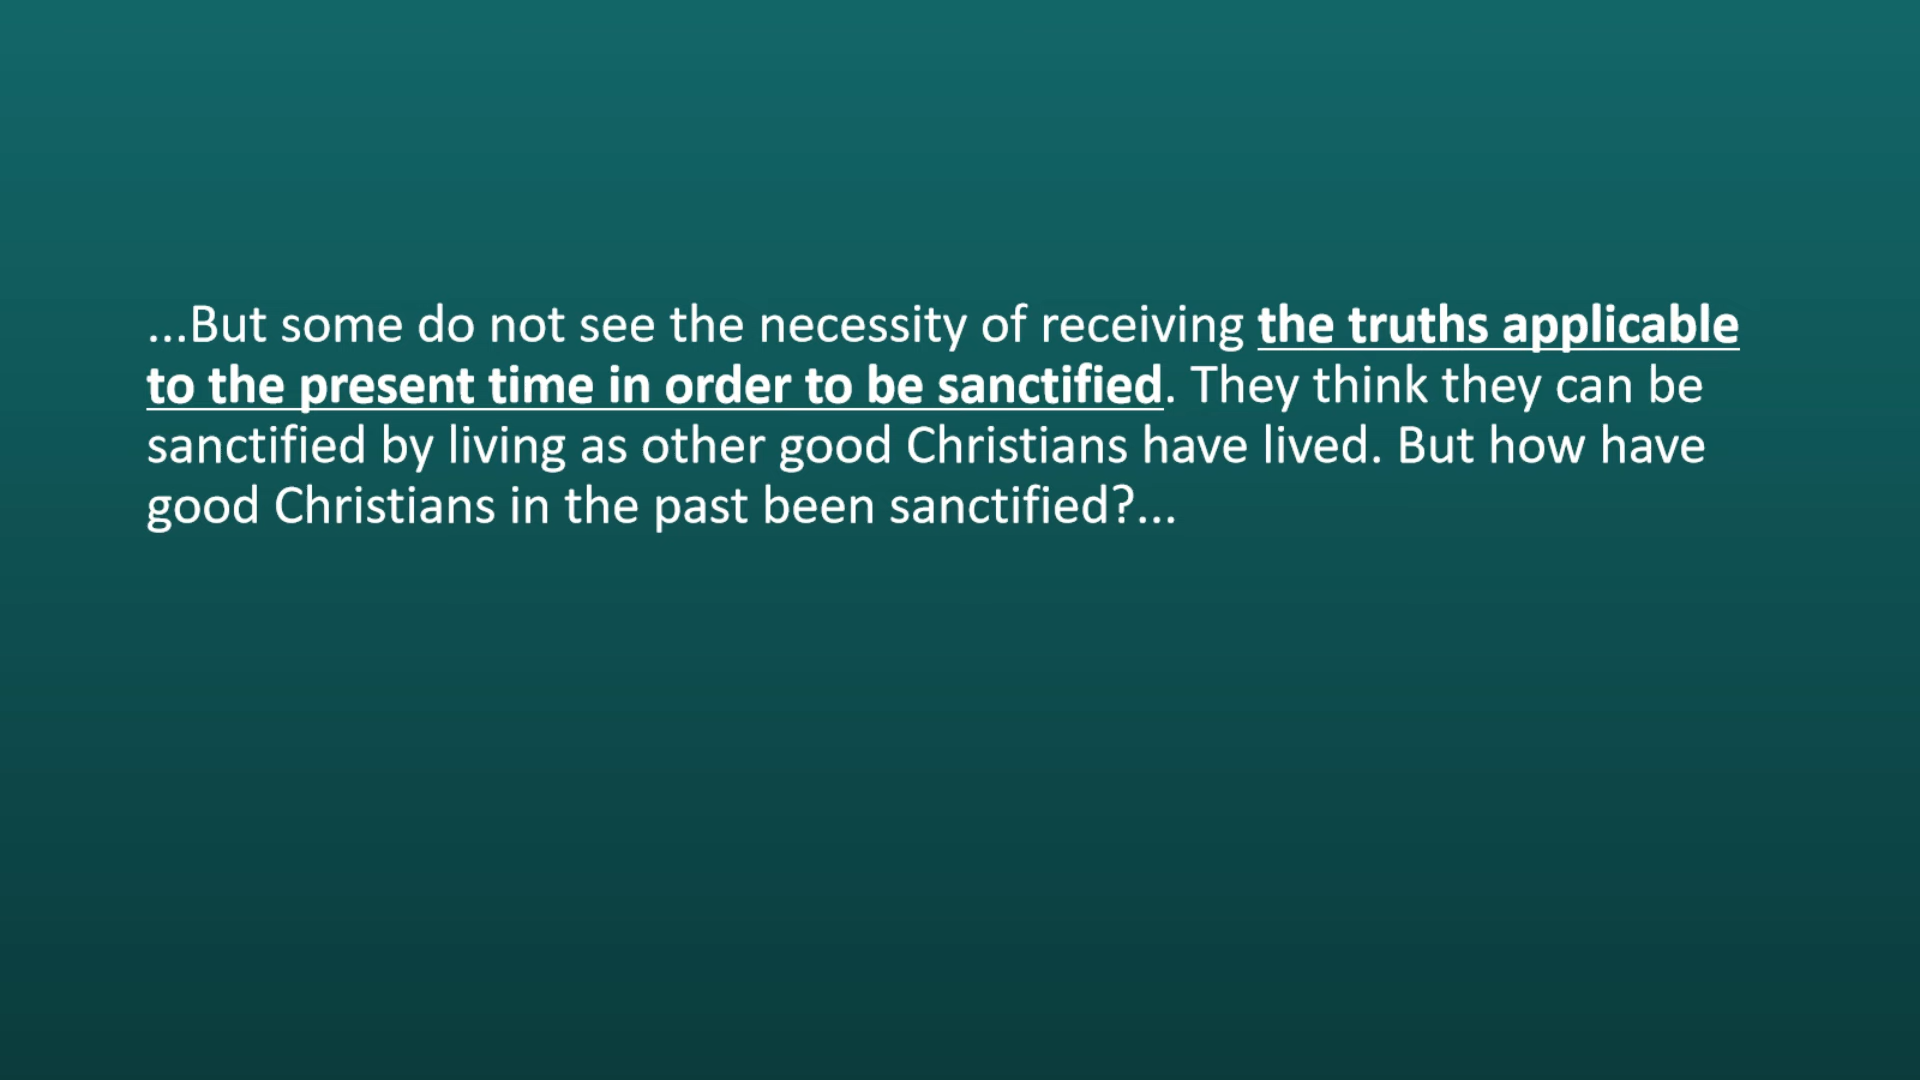 ...But some do not see the necessity of receiving the truths applicable
to the present time in order to be sanctified. They think they can be
sanctified by living as other good Christians have lived. But how have
good Christians in the past been sanctified?...